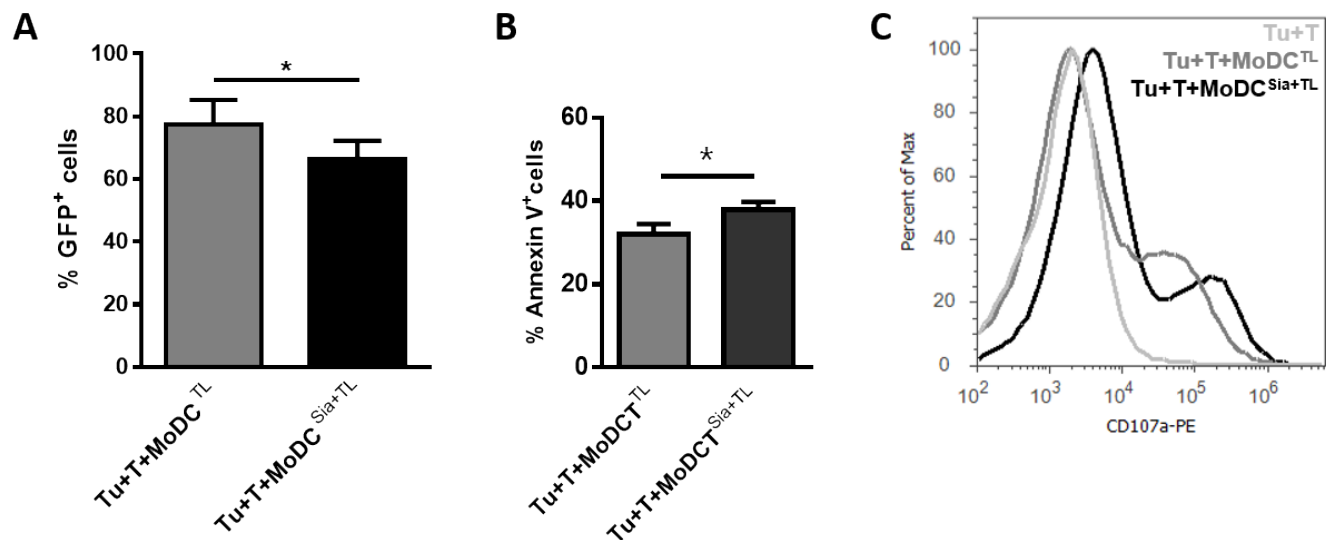 A
% GFP⁺ cells
100
80
60
40
20
0
*
Tu+T+MoDC TL
Tu+T+MoDC Sia+TL
B
% Annexin V⁺cells
60
40
20
0
*
Tu+T+MoDCT TL
Tu+T+MoDCT Sia+TL
C
Tu+T
Tu+T+MoDC TL
Tu+T+MoDC Sia+TL
Percent of Max
100
80
60
40
20
0
10² 10³ 10⁴ 10⁵ 10⁶
CD107a-PE